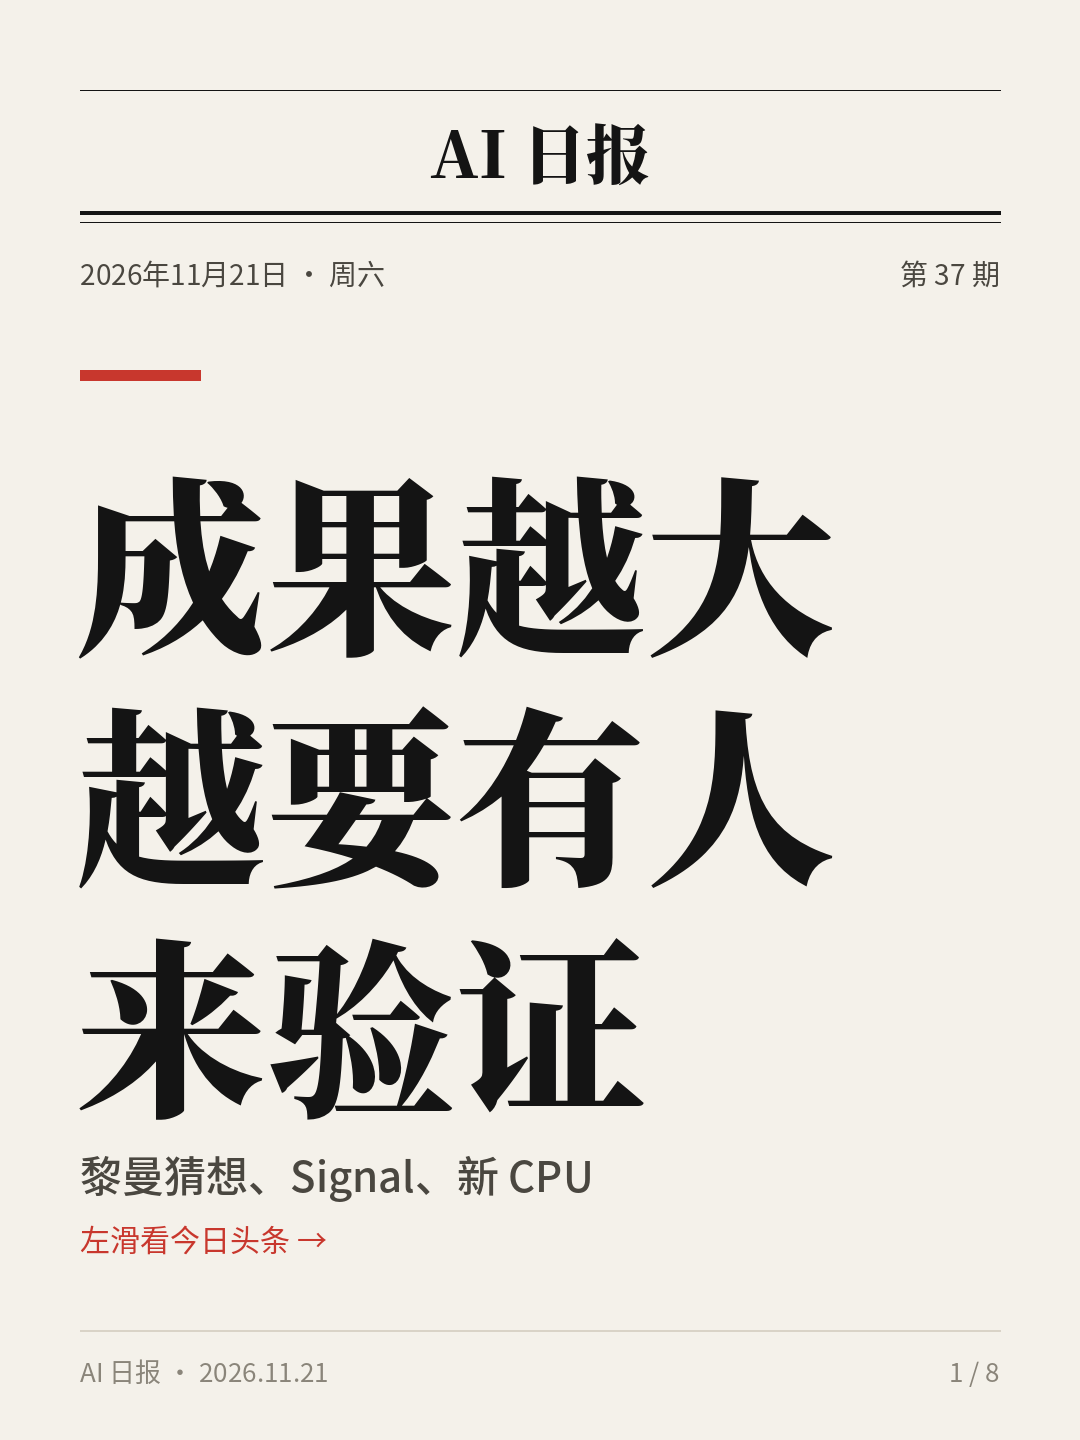 AI 日报
2026年11月21日 · 周六
第 37 期
成果越大
越要有人
来验证
黎曼猜想、Signal、新 CPU
左滑看今日头条 →
AI 日报 · 2026.11.21
1 / 8